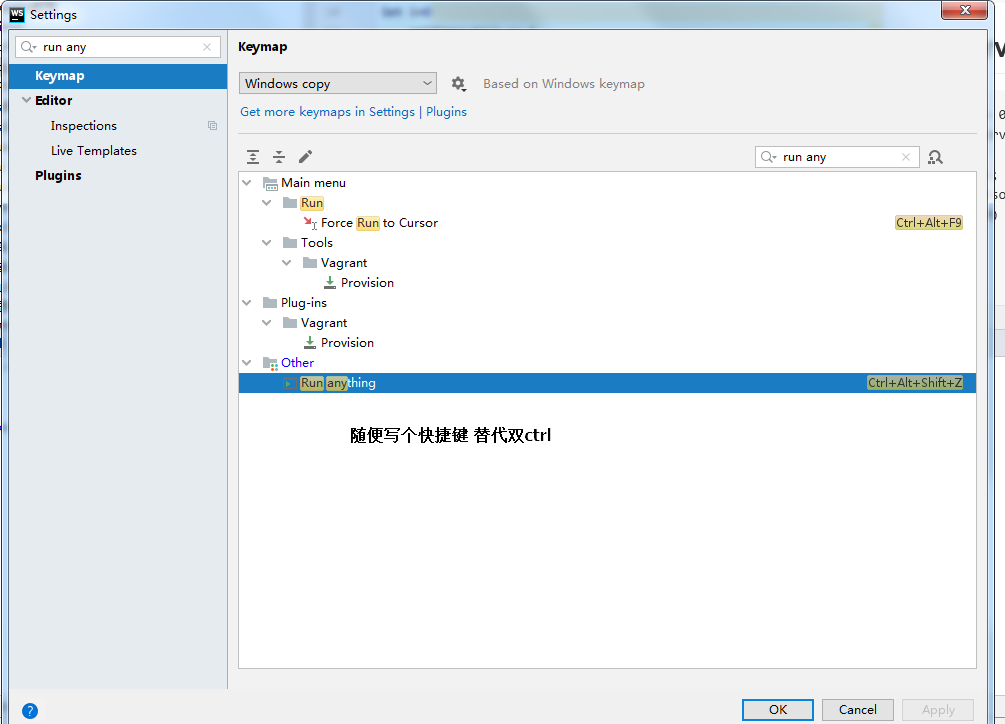 WS Settings
run any
Keymap
Editor
Inspections
Live Templates
Plugins
Keymap
Windows copy
Based on Windows keymap
Get more keymaps in Settings | Plugins
run any
Main menu
Run
Force Run to Cursor Ctrl+Alt+F9
Tools
Vagrant
Provision
Plug-ins
Vagrant
Provision
Other
Run anything Ctrl+Alt+Shift+Z
随便写个快捷键 替代双ctrl
?
OK
Cancel
Apply